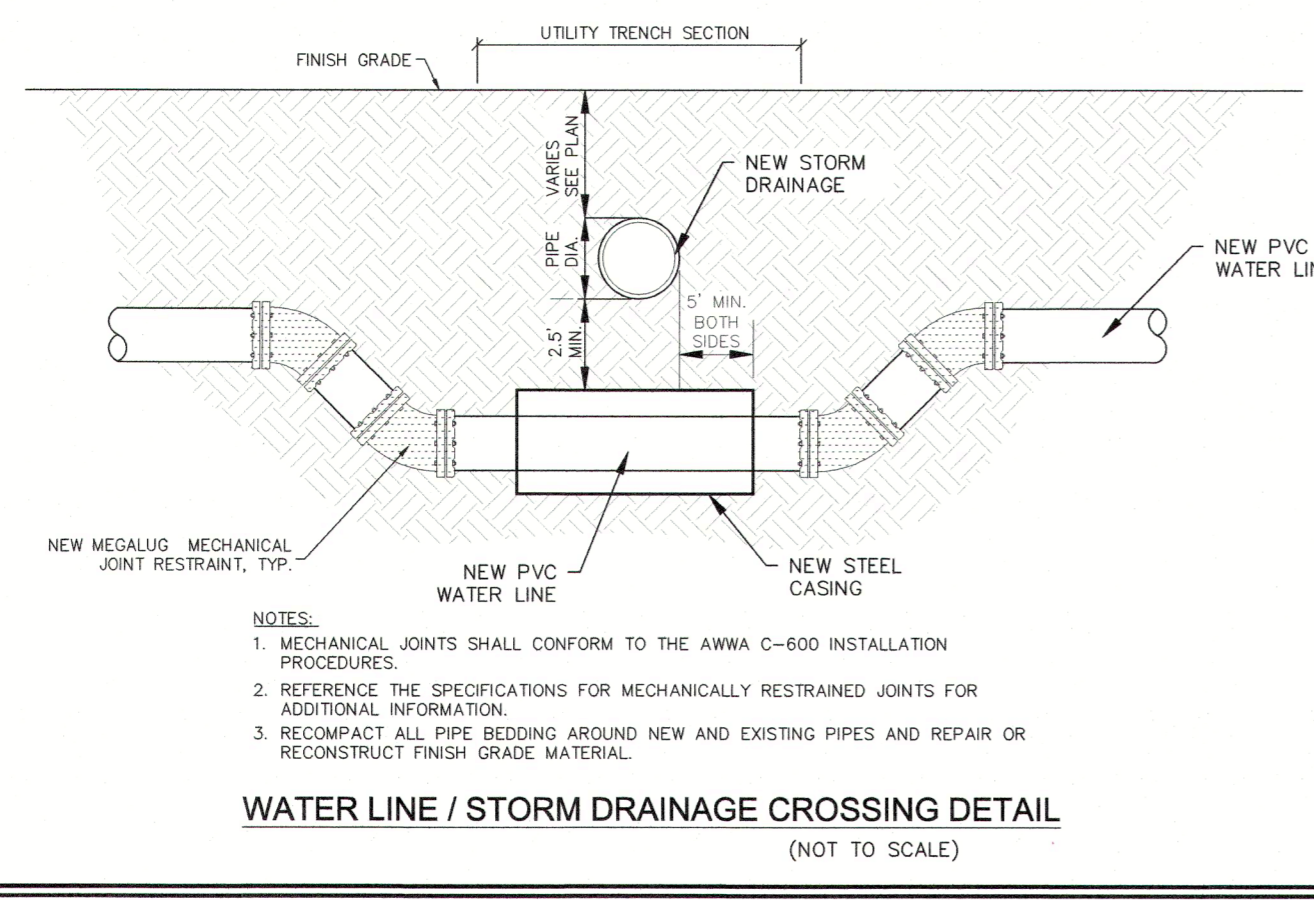 UTILITY TRENCH SECTION
FINISH GRADE
VARIES
SEE PLAN
NEW STORM
DRAINAGE
PIPE
DIA.
NEW PVC
WATER
5' MIN.
BOTH
SIDES
2.5'
MIN.
NEW MEGALUG MECHANICAL
JOINT RESTRAINT, TYP.
NEW PVC
WATER LINE
NEW STEEL
CASING
NOTES:
1. MECHANICAL JOINTS SHALL CONFORM TO THE AWWA C-600 INSTALLATION
PROCEDURES.
2. REFERENCE THE SPECIFICATIONS FOR MECHANICALLY RESTRAINED JOINTS FOR
ADDITIONAL INFORMATION.
3. RECOMPACT ALL PIPE BEDDING AROUND NEW AND EXISTING PIPES AND REPAIR OR
RECONSTRUCT FINISH GRADE MATERIAL.
WATER LINE / STORM DRAINAGE CROSSING DETAIL
(NOT TO SCALE)